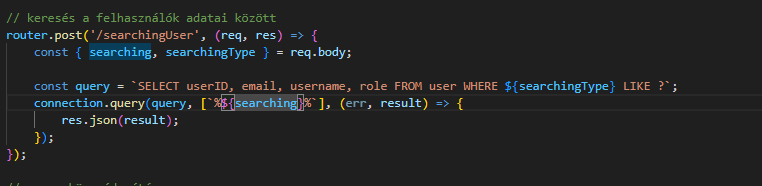 // keresés a felhasználók adatai között
router.post('/searchingUser', (req, res) => {
const { searching, searchingType } = req.body;
const query = `SELECT userID, email, username, role FROM user WHERE ${searchingType} LIKE ?`;
connection.query(query, [`%${searching}%`], (err, result) => {
res.json(result);
});
});